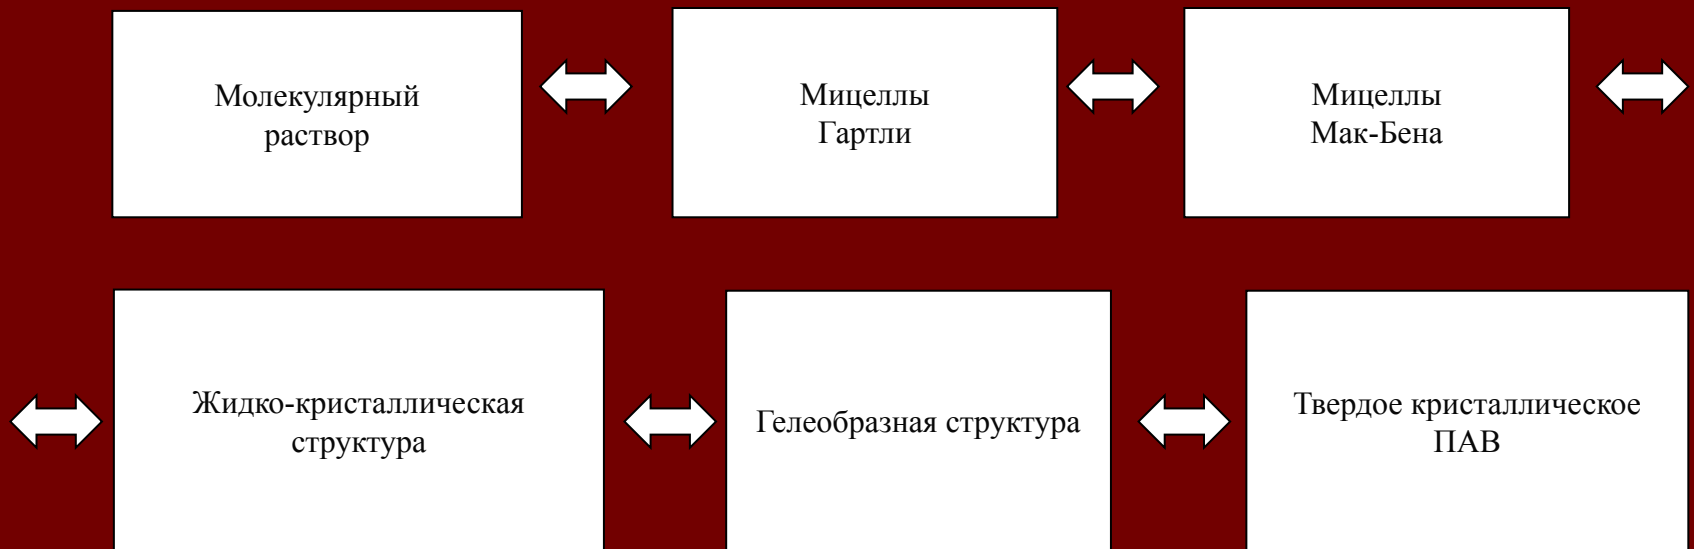 Молекулярный
раствор
Мицеллы
Гартли
Мицеллы
Мак-Бена
Жидко-кристаллическая
структура
Гелеобразная структура
Твердое кристаллическое
ПАВ